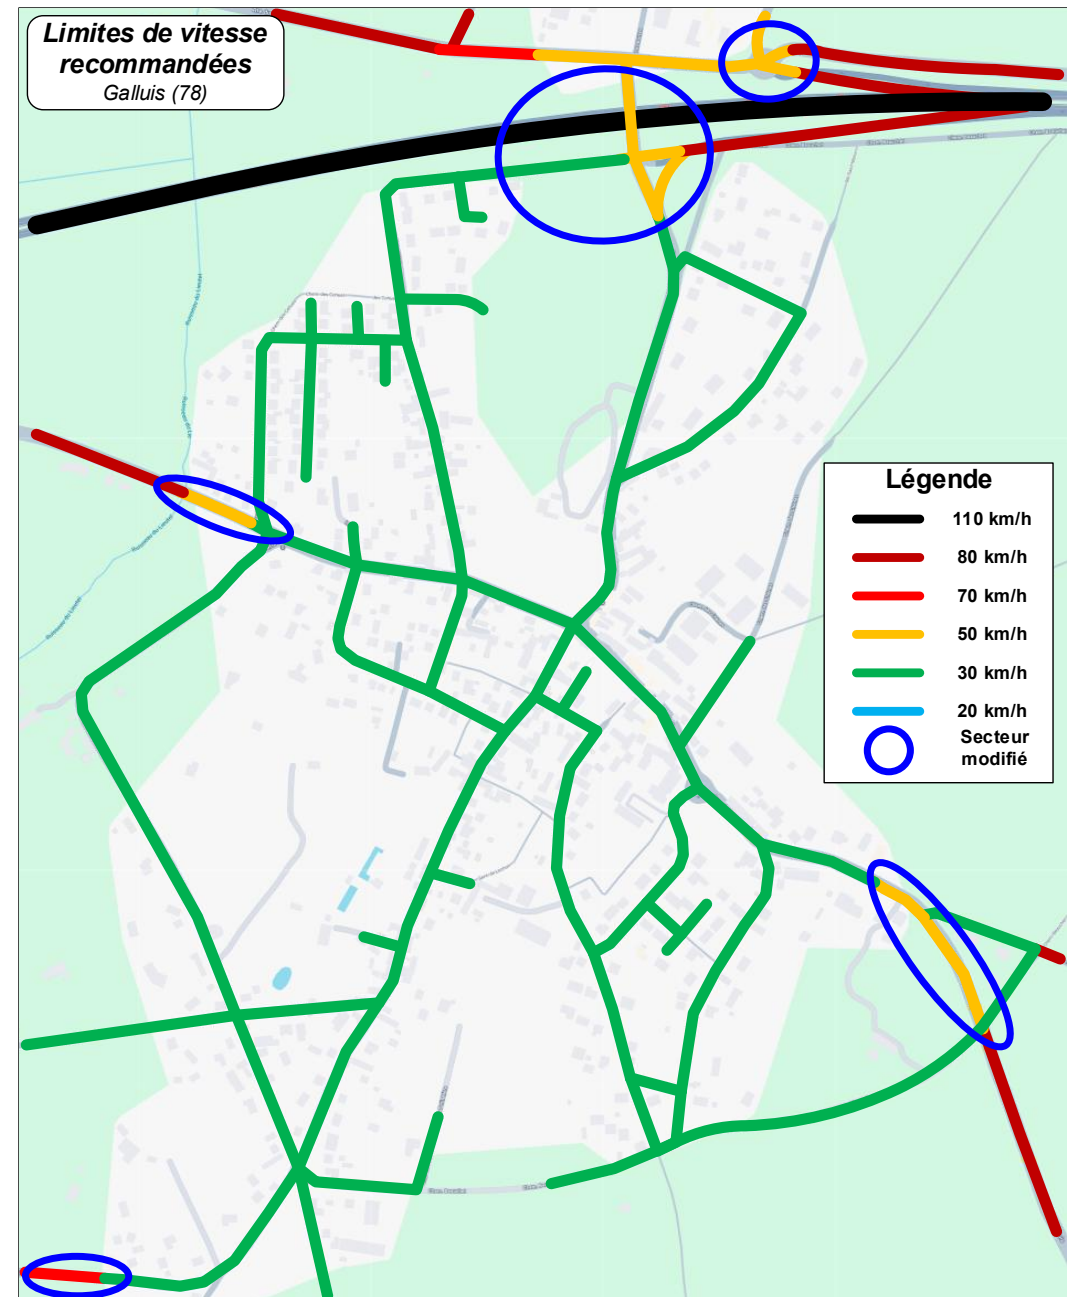 Limites de vitesse
recommandées
Galluis (78)
Légende
110 km/h
80 km/h
70 km/h
50 km/h
30 km/h
20 km/h
Secteur
modifié